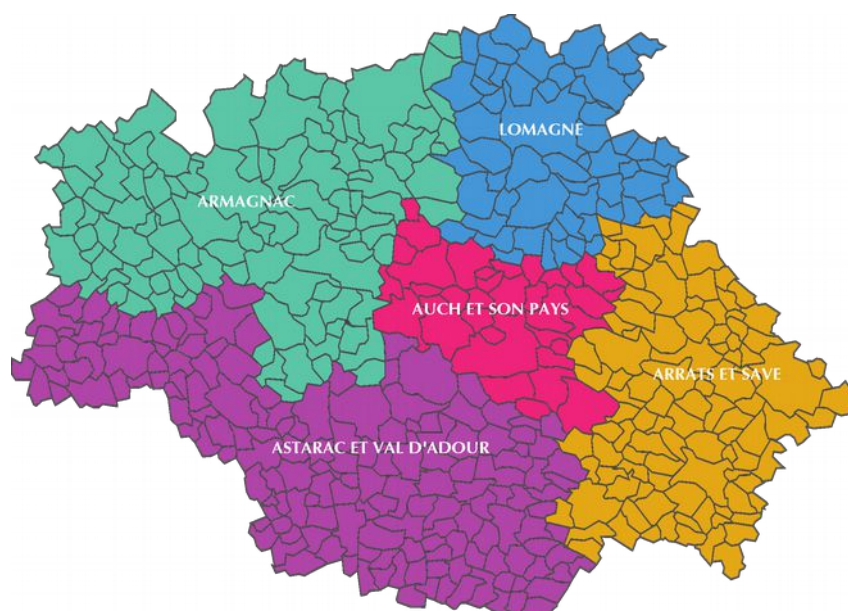 LOMAGNE
ARMAGNAC
AUCH ET SON PAYS
ARRATS ET SAVE
ASTARAC ET VAL D'ADOUR